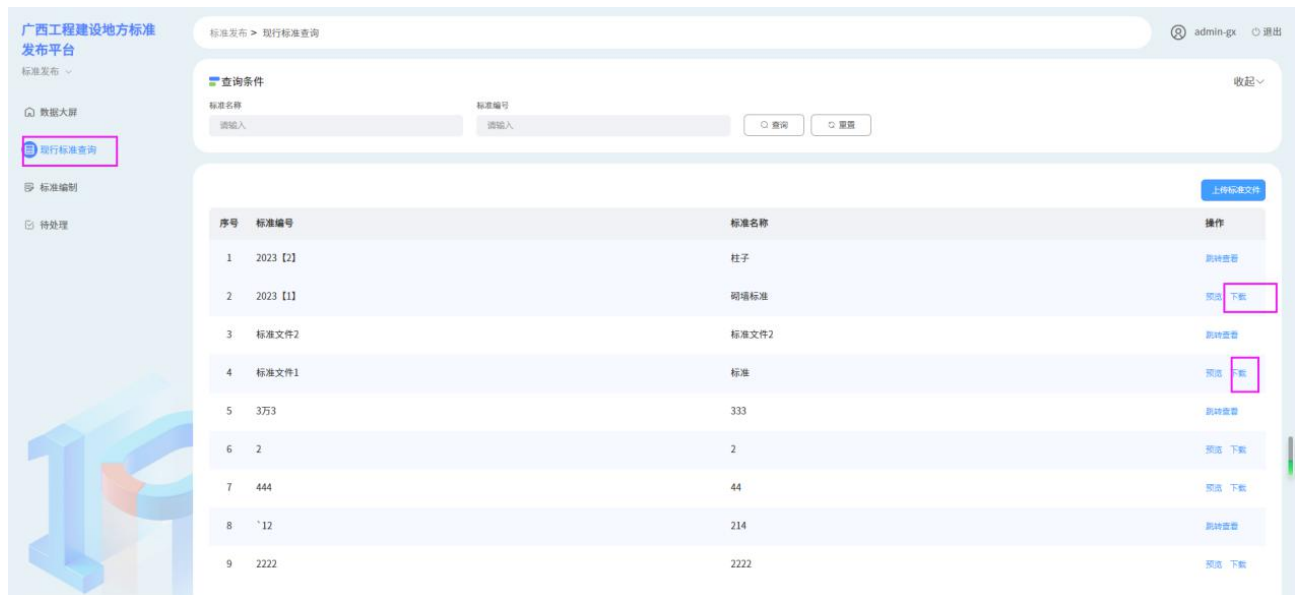 广西工程建设地方标准
发布平台
标准发布
数据大屏
现行标准查询
标准编制
待处理
标准发布 > 现行标准查询
admin-gx 退出
查询条件 收起
标准名称 标准编号
请输入 请输入 查询 重置
上传标准文件
序号 标准编号 标准名称 操作
1 2023【2】 柱子 跳转查看
2 2023【1】 砌墙标准 预览 下载
3 标准文件2 标准文件2 跳转查看
4 标准文件1 标准 预览 下载
5 3万3 333 跳转查看
6 2 2 预览 下载
7 444 44 预览 下载
8 `12 214 跳转查看
9 2222 2222 预览 下载